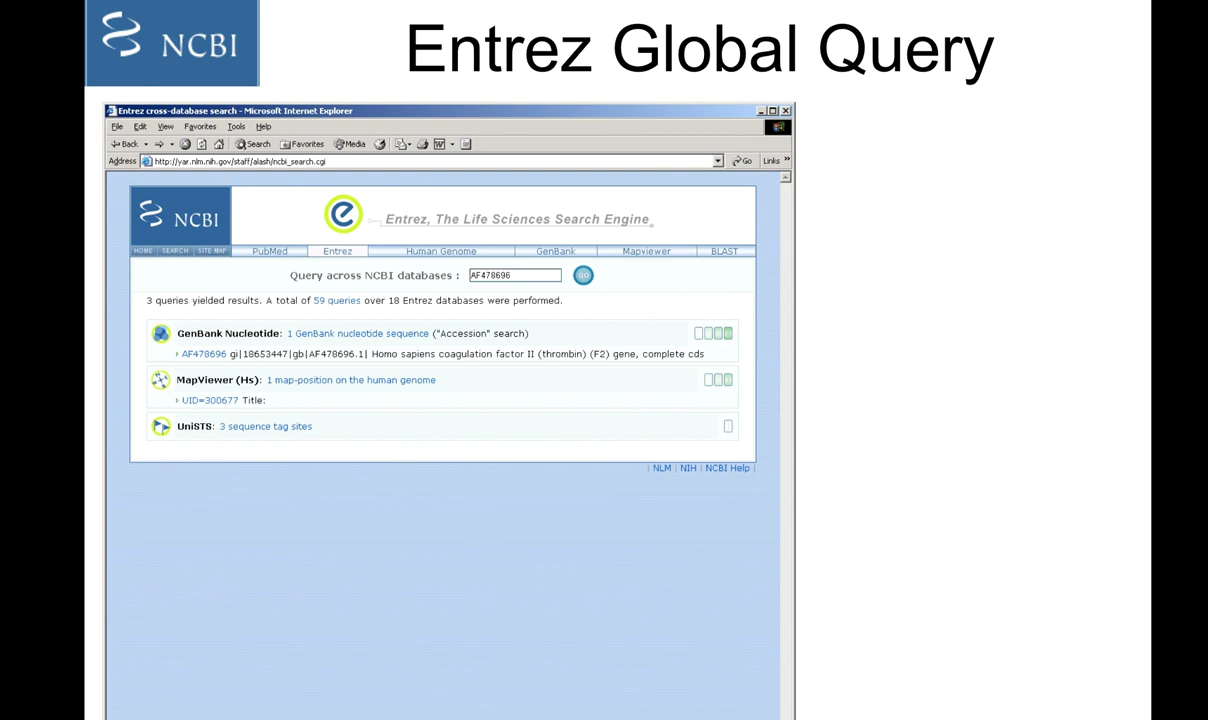 NCBI
Entrez Global Query
Entrez cross-database search - Microsoft Internet Explorer
File Edit View Favorites Tools Help
Back Search Favorites Media
Address http://yar.nlm.nih.gov/staff/alash/ncbi_search.cgi Go Links »
NCBI
Entrez, The Life Sciences Search Engine
HOME SEARCH SITE MAP PubMed Entrez Human Genome GenBank Mapviewer BLAST
Query across NCBI databases : AF478696 GO
3 queries yielded results. A total of 59 queries over 18 Entrez databases were performed.
GenBank Nucleotide: 1 GenBank nucleotide sequence ("Accession" search)
AF478696 gi|18653447|gb|AF478696.1| Homo sapiens coagulation factor II (thrombin) (F2) gene, complete cds
MapViewer (Hs): 1 map-position on the human genome
UID=300677 Title:
UniSTS: 3 sequence tag sites
| NLM | NIH | NCBI Help |